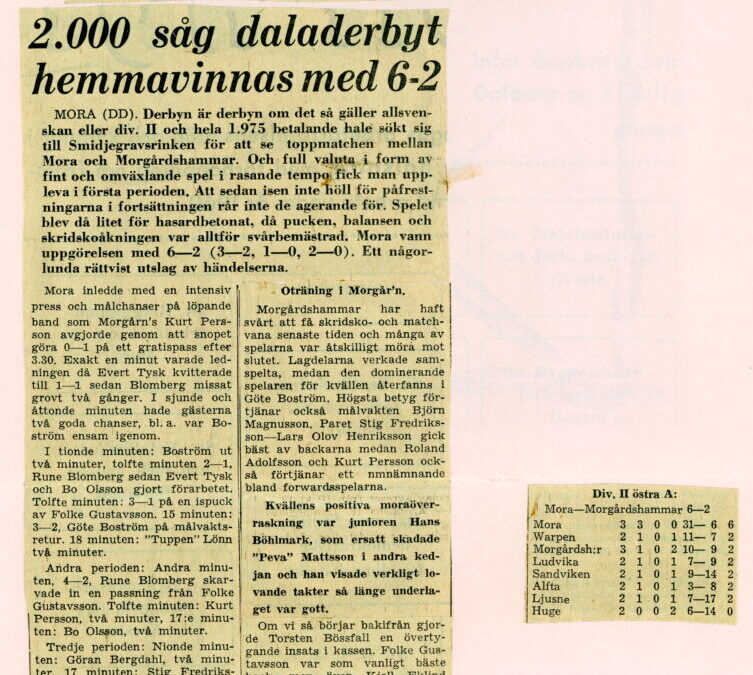 2.000 såg daladerbyt
hemmavinnas med 6-2
MORA (DD). Derbyn är derbyn om det så gäller allsven-
skan eller div. II och hela 1.975 betalande hale sökt sig
till Smidjegravsrinken för att se toppmatchen mellan
Mora och Morgårdshammar. Och full valuta i form av
fint och omväxlande spel i rasande tempo fick man upp-
leva i första perioden. Att sedan isen inte höll för påfrest-
ningarna i fortsättningen rår inte de agerande för. Spelet
blev då litet för hasardbetonat, då pucken, balansen och
skridskoåkningen var alltför svårbemästrad. Mora vann
uppgörelsen med 6—2 (3—2, 1—0, 2—0). Ett någor-
lunda rättvist utslag av händelserna.
Mora inledde med en intensiv
press och målchanser på löpande
band som Morgårn's Kurt Pers-
son avgjorde genom att snopet
göra 0—1 på ett gratispass efter
3.30. Exakt en minut varade led-
ningen då Evert Tysk kvitterade
till 1—1 sedan Blomberg missat
grovt två gånger. I sjunde och
åttonde minuten hade gästerna
två goda chanser, bl. a. var Bo-
ström ensam igenom.
I tionde minuten: Boström ut
två minuter, tolfte minuten 2—1,
Rune Blomberg sedan Evert Tysk
och Bo Olsson gjort förarbetet.
Tolfte minuten: 3—1 på en ispuck
av Folke Gustavsson. 15 minuter:
3—2, Göte Boström på målvakts-
retur. 18 minuter: "Tuppen" Lönn
två minuter.
Andra perioden: Andra minu-
ten, 4—2, Rune Blomberg skar-
vade in en passning från Folke
Gustavsson. Tolfte minuten: Kurt
Persson, två minuter, 17:e minu-
ten: Bo Olsson, två minuter.
Tredje perioden: Nionde minu-
ten: Göran Bergdahl, två minu-
ter. 17 minuten: Stig Fredriks-
Oträning i Morgår'n.
Morgårdshammar har haft
svårt att få skridsko- och match-
vana senaste tiden och många av
spelarna var åtskilligt möra mot
slutet. Lagdelarna verkade sam-
spelta, medan den dominerande
spelaren för kvällen återfanns i
Göte Boström. Högsta betyg för-
tjänar också målvakten Björn
Magnusson. Paret Stig Fredriks-
son—Lars Olov Henriksson gick
bäst av backarna medan Roland
Adolfsson och Kurt Persson ock-
så förtjänar ett nmnämnande
bland forwardsspelarna.
Kvällens positiva moraöver-
raskning var junioren Hans
Böhlmark, som ersatt skadade
"Peva" Mattsson i andra ked-
jan och han visade verkligt lo-
vande takter så länge underla-
get var gott.
Om vi så börjar bakifrån gjor-
de Torsten Bössfall en överty-
gande insats i kassen. Folke Gus-
tavsson var som vanligt bäste
Div. II östra A:
Mora—Morgårdshammar 6—2
Mora 3 3 0 0 31— 6 6
Warpen 2 1 0 1 11— 7 2
Morgårdsh:r 3 1 0 2 10— 9 2
Ludvika 2 1 0 1 7— 9 2
Sandviken 2 1 0 1 9—14 2
Alfta 2 1 0 1 3— 8 2
Ljusne 2 1 0 1 7—17 2
Huge 2 0 0 2 6—14 0